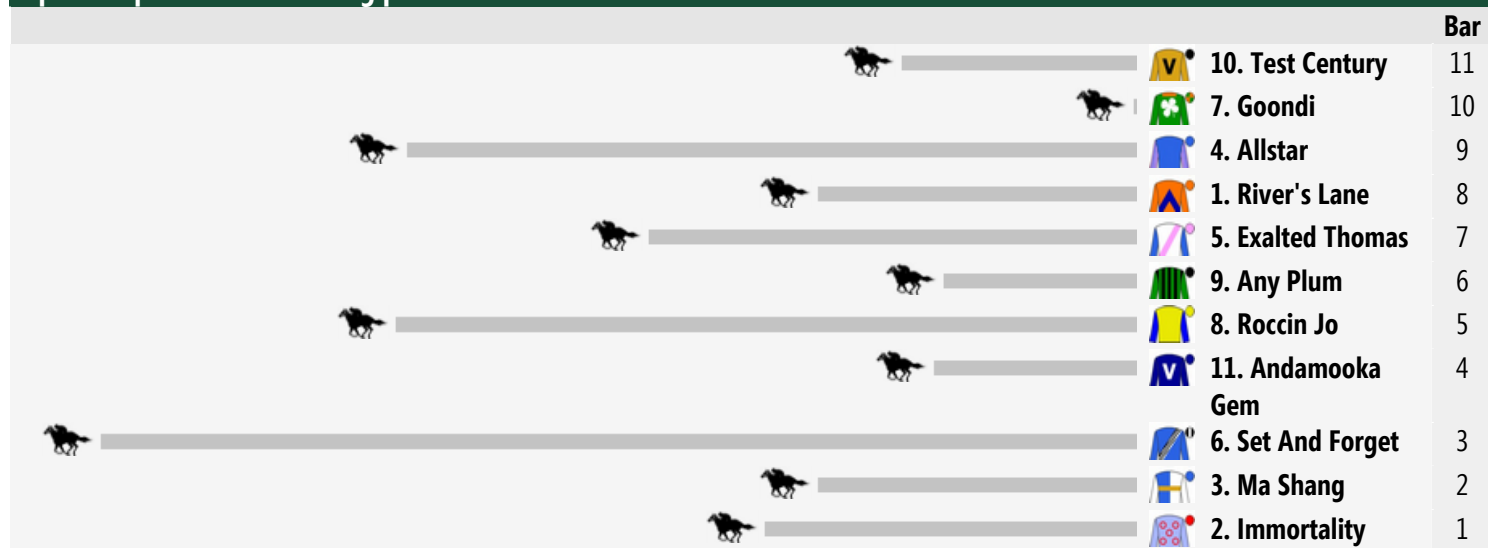 Bar
10. Test Century 11
7. Goondi 10
4. Allstar 9
1. River's Lane 8
5. Exalted Thomas 7
9. Any Plum 6
8. Roccin Jo 5
11. Andamooka 4
Gem
6. Set And Forget 3
3. Ma Shang 2
2. Immortality 1